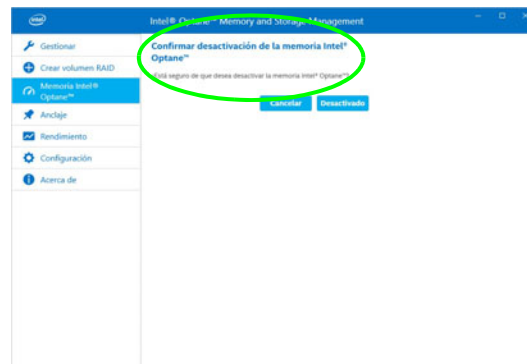 intel
Intel® Optane™ Memory and Storage Management
Gestionar
Crear volumen RAID
Memoria Intel®
Optane™
Anclaje
Rendimiento
Configuración
Acerca de
Confirmar desactivación de la memoria Intel®
Optane™
¿Está seguro de que desea desactivar la memoria Intel® Optane™?
Cancelar Desactivado